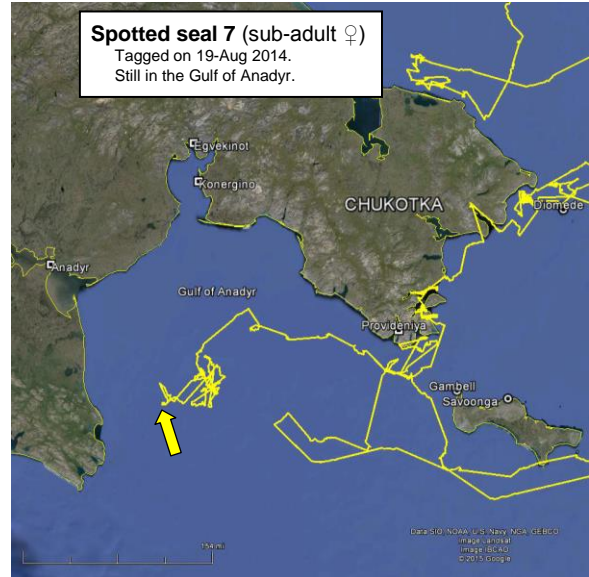 Spotted seal 7 (sub-adult ♀)
Tagged on 19-Aug 2014.
Still in the Gulf of Anadyr.
Egvekinot
Konergino
CHUKOTKA
Diomede
Anadyr
Gulf of Anadyr
Provideniya
Gambell
Savoonga
Data SIO, NOAA, U.S. Navy, NGA, GEBCO
Image Landsat
Image IBCAO
© 2015 Google
154 mi